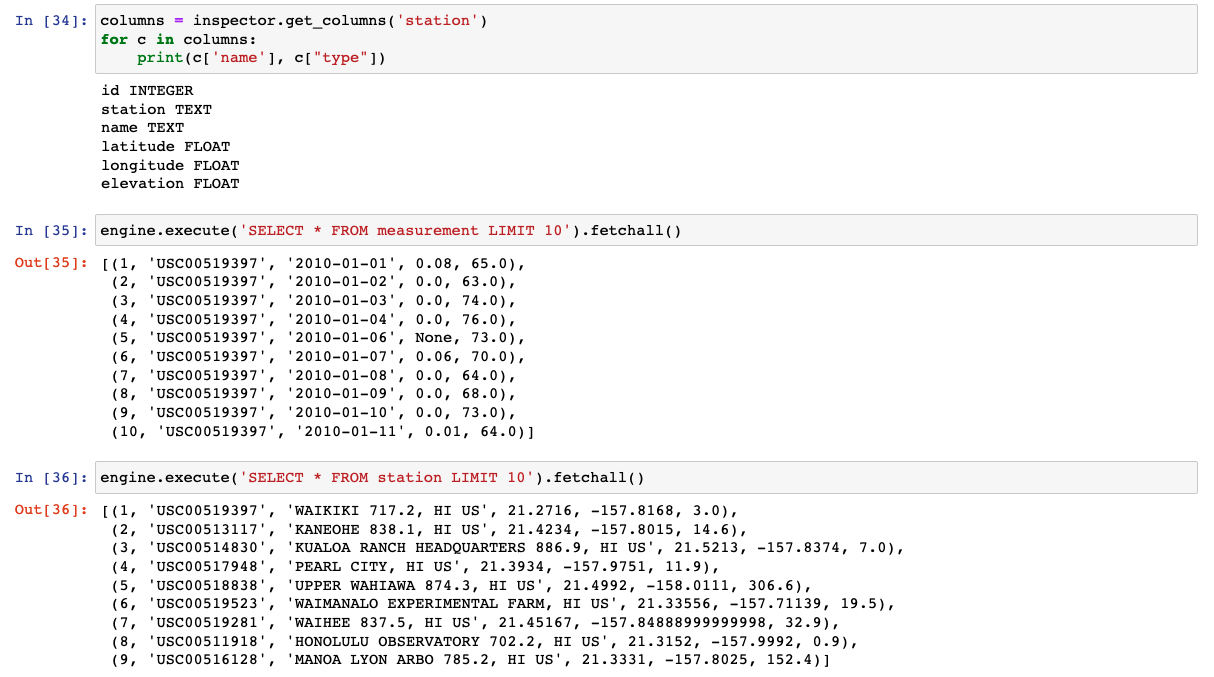 In [34]: columns = inspector.get_columns('station')
for c in columns:
    print(c['name'], c["type"])
id INTEGER
station TEXT
name TEXT
latitude FLOAT
longitude FLOAT
elevation FLOAT
In [35]: engine.execute('SELECT * FROM measurement LIMIT 10').fetchall()
Out[35]: [(1, 'USC00519397', '2010-01-01', 0.08, 65.0),
(2, 'USC00519397', '2010-01-02', 0.0, 63.0),
(3, 'USC00519397', '2010-01-03', 0.0, 74.0),
(4, 'USC00519397', '2010-01-04', 0.0, 76.0),
(5, 'USC00519397', '2010-01-06', None, 73.0),
(6, 'USC00519397', '2010-01-07', 0.06, 70.0),
(7, 'USC00519397', '2010-01-08', 0.0, 64.0),
(8, 'USC00519397', '2010-01-09', 0.0, 68.0),
(9, 'USC00519397', '2010-01-10', 0.0, 73.0),
(10, 'USC00519397', '2010-01-11', 0.01, 64.0)]
In [36]: engine.execute('SELECT * FROM station LIMIT 10').fetchall()
Out[36]: [(1, 'USC00519397', 'WAIKIKI 717.2, HI US', 21.2716, -157.8168, 3.0),
(2, 'USC00513117', 'KANEOHE 838.1, HI US', 21.4234, -157.8015, 14.6),
(3, 'USC00514830', 'KUALOA RANCH HEADQUARTERS 886.9, HI US', 21.5213, -157.8374, 7.0),
(4, 'USC00517948', 'PEARL CITY, HI US', 21.3934, -157.9751, 11.9),
(5, 'USC00518838', 'UPPER WAHIAWA 874.3, HI US', 21.4992, -158.0111, 306.6),
(6, 'USC00519523', 'WAIMANALO EXPERIMENTAL FARM, HI US', 21.33556, -157.71139, 19.5),
(7, 'USC00519281', 'WAIHEE 837.5, HI US', 21.45167, -157.84888999999998, 32.9),
(8, 'USC00511918', 'HONOLULU OBSERVATORY 702.2, HI US', 21.3152, -157.9992, 0.9),
(9, 'USC00516128', 'MANOA LYON ARBO 785.2, HI US', 21.3331, -157.8025, 152.4)]